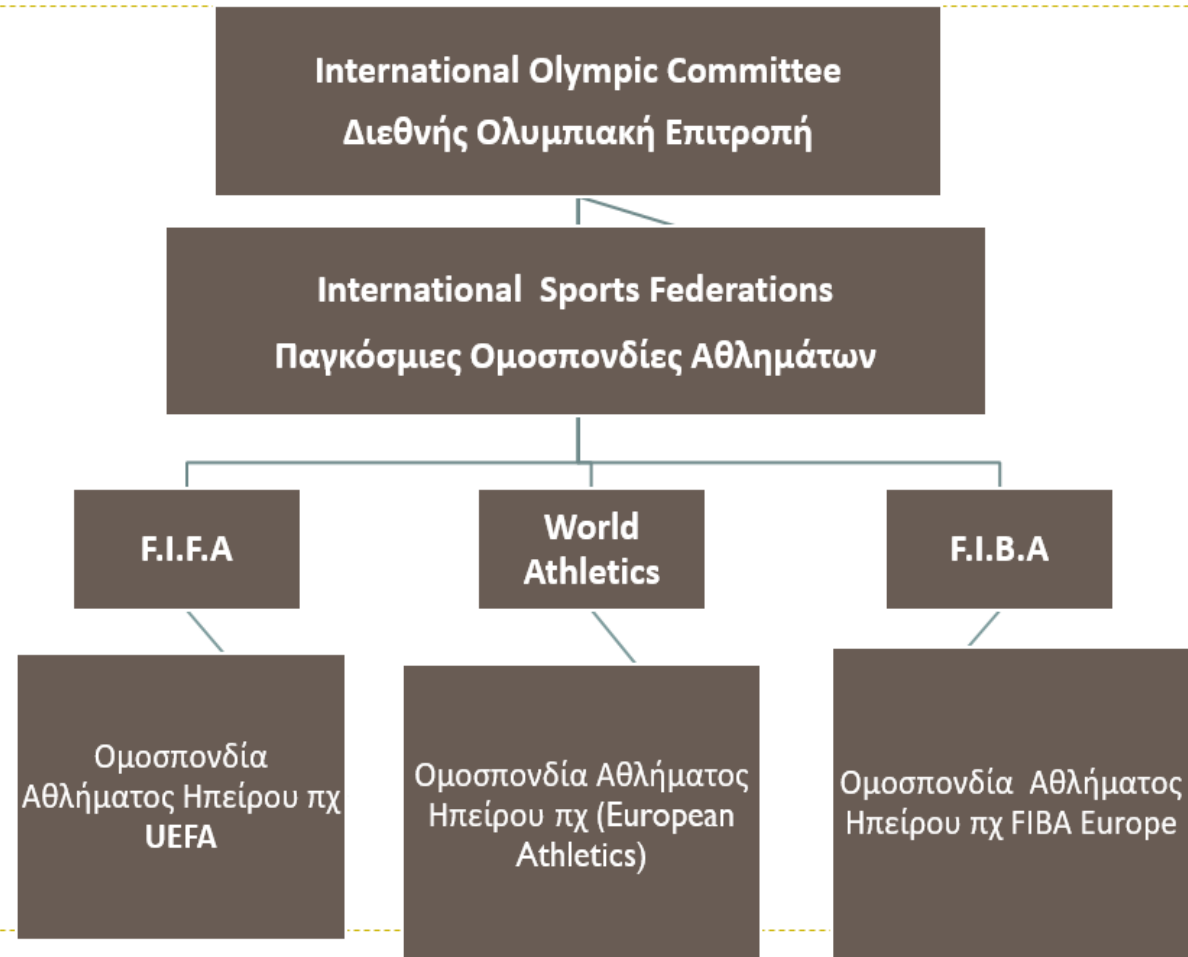 International Olympic Committee
Διεθνής Ολυμπιακή Επιτροπή
International Sports Federations
Παγκόσμιες Ομοσπονδίες Αθλημάτων
F.I.F.A
World
Athletics
F.I.B.A
Ομοσπονδία
Αθλήματος Ηπείρου πχ
UEFA
Ομοσπονδία Αθλήματος
Ηπείρου πχ (European
Athletics)
Ομοσπονδία Αθλήματος
Ηπείρου πχ FIBA Europe